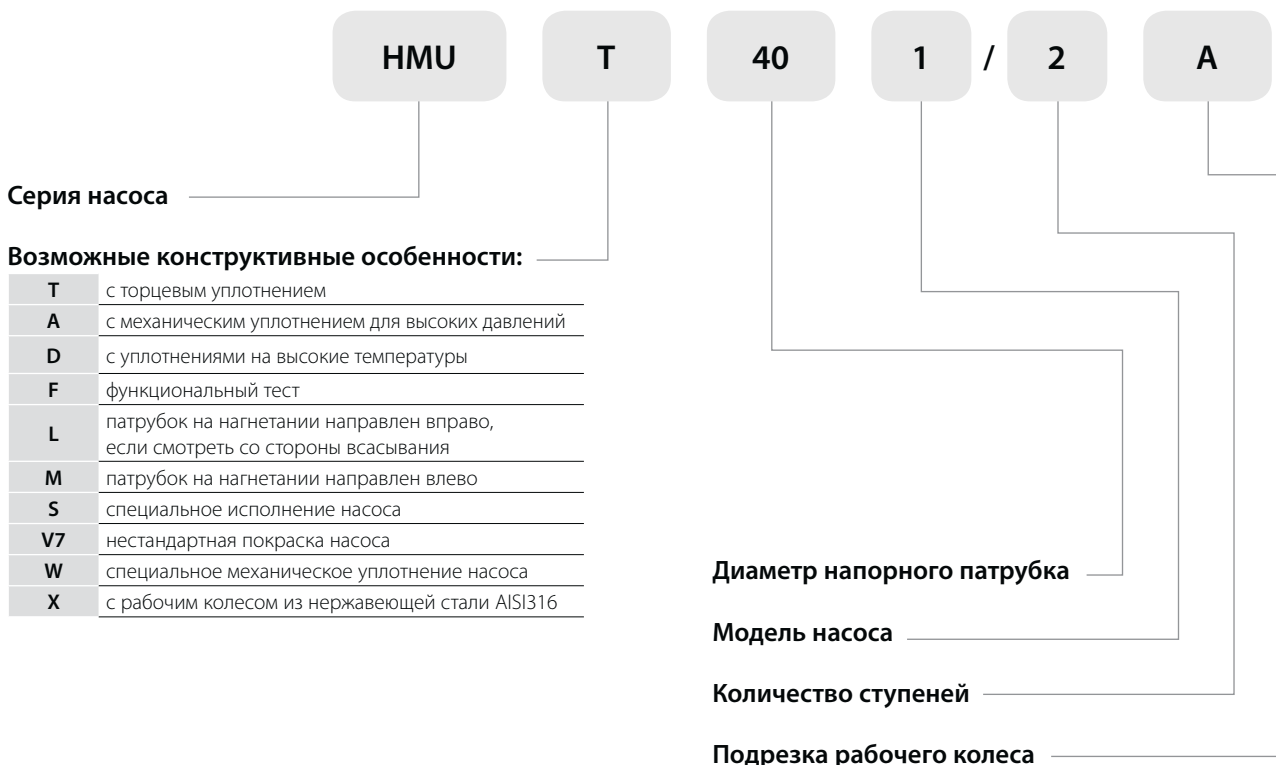 HMU T 40 1 / 2 A
Серия насоса
Возможные конструктивные особенности:
T с торцевым уплотнением
A с механическим уплотнением для высоких давлений
D с уплотнениями на высокие температуры
F функциональный тест
L патрубок на нагнетании направлен вправо,
если смотреть со стороны всасывания
M патрубок на нагнетании направлен влево
S специальное исполнение насоса
V7 нестандартная покраска насоса
W специальное механическое уплотнение насоса
X с рабочим колесом из нержавеющей стали AISI316
Диаметр напорного патрубка
Модель насоса
Количество ступеней
Подрезка рабочего колеса